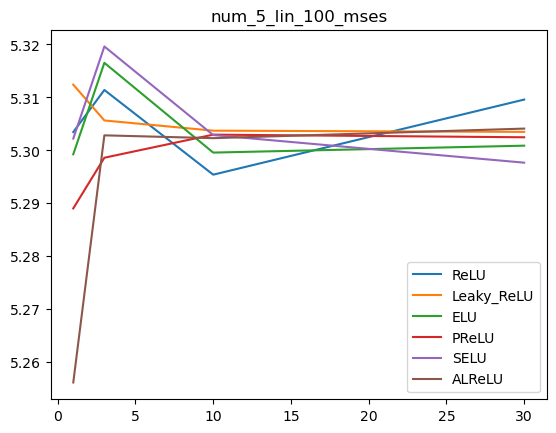 num_5_lin_100_mses
5.32
5.31
5.30
5.29
5.28
5.27
5.26
0 5 10 15 20 25 30
ReLU
Leaky_ReLU
ELU
PReLU
SELU
ALReLU